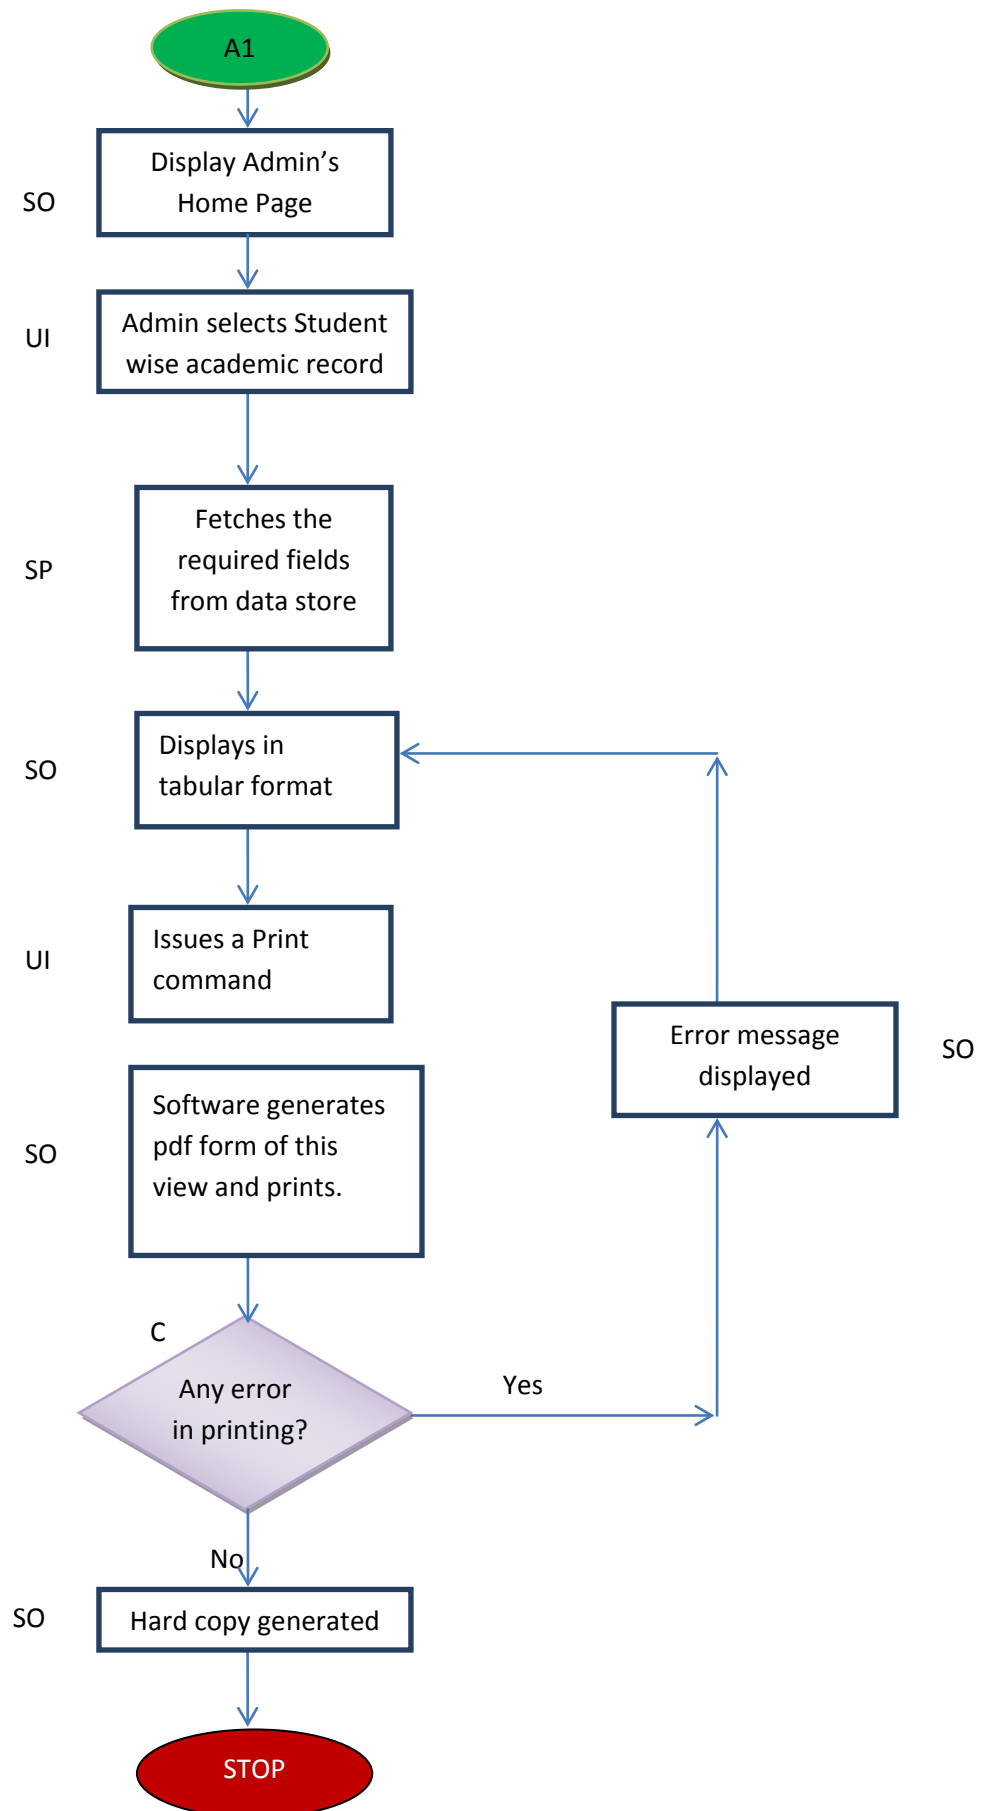 A1
Display Admin’s
Home Page
SO
Admin selects Student
wise academic record
UI
Fetches the
required fields
from data store
SP
Displays in
tabular format
SO
Issues a Print
command
UI
Error message
displayed
SO
Software generates
pdf form of this
view and prints.
SO
C
Any error
in printing?
Yes
No
Hard copy generated
SO
STOP